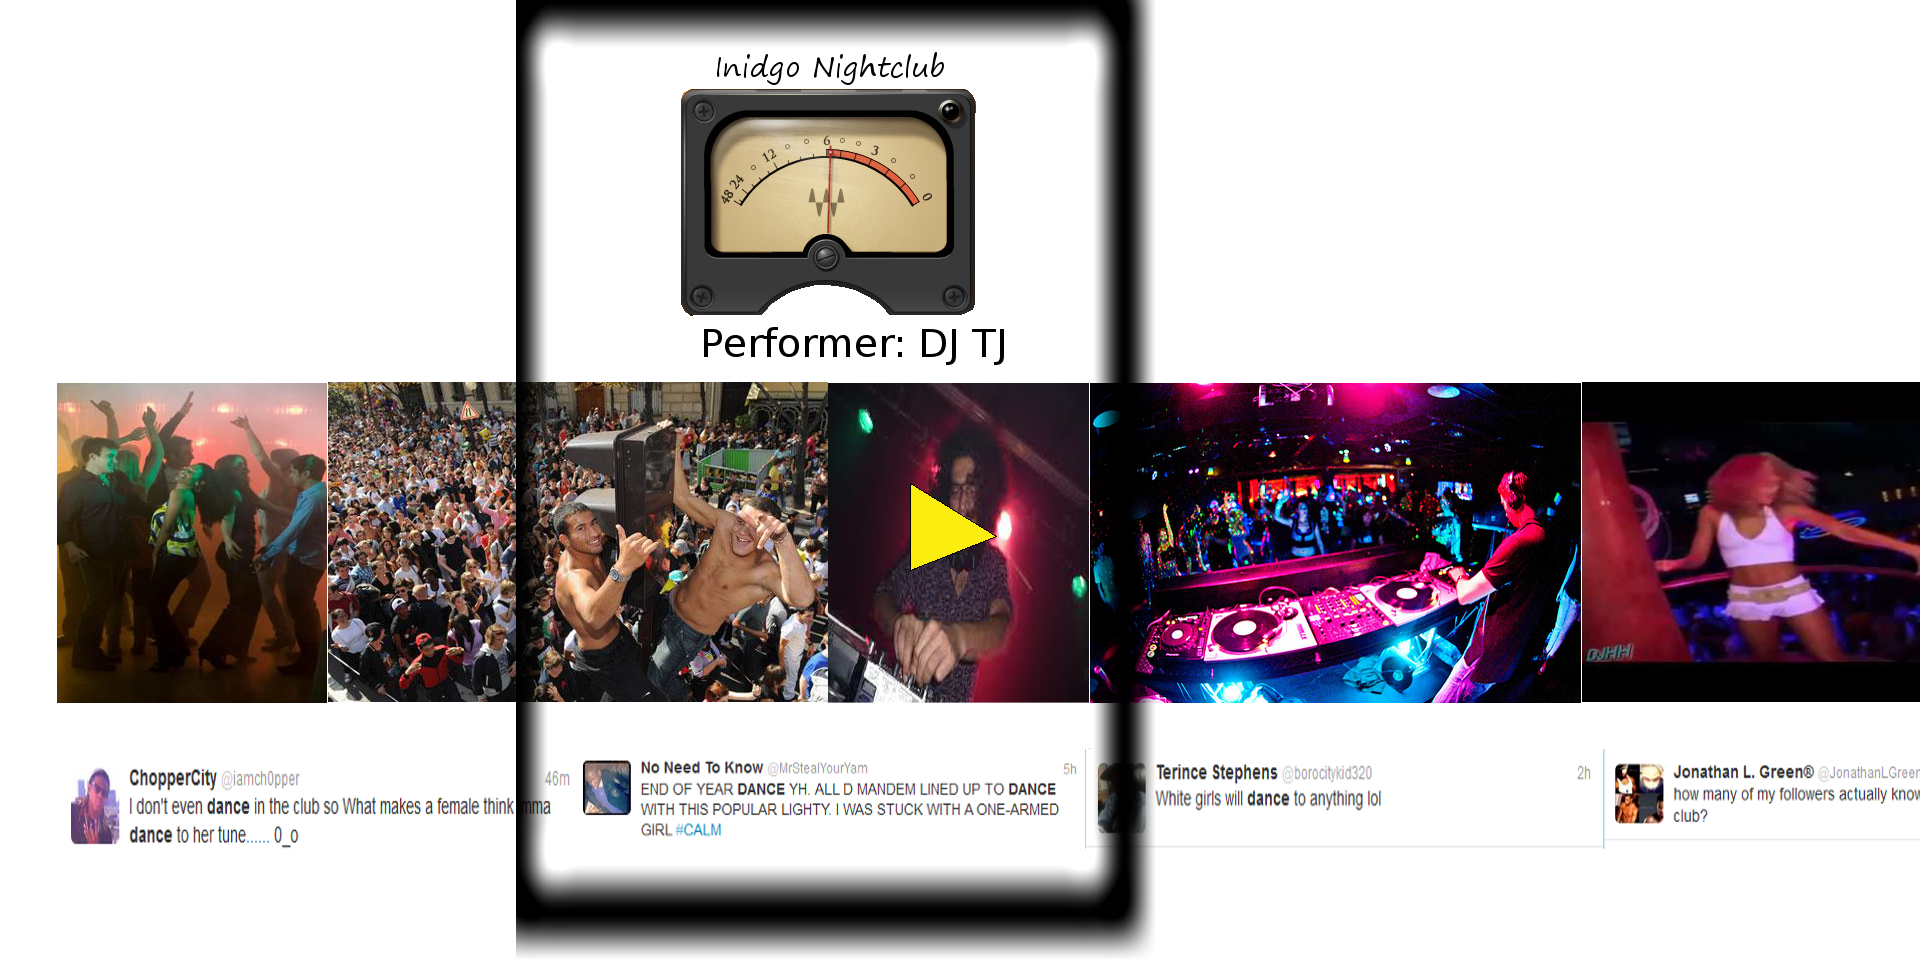 Inidgo Nightclub
48 24 12 6 3 0
Performer: DJ TJ
DJHH
ChopperCity @iamch0pper 46m
I don't even dance in the club so What makes a female think imma
dance to her tune...... 0_o
No Need To Know @MrStealYourYam 5h
END OF YEAR DANCE YH. ALL D MANDEM LINED UP TO DANCE
WITH THIS POPULAR LIGHTY. I WAS STUCK WITH A ONE-ARMED
GIRL #CALM
Terince Stephens @borocitykid320 2h
White girls will dance to anything lol
Jonathan L. Green® @JonathanLGreen
how many of my followers actually know
club?